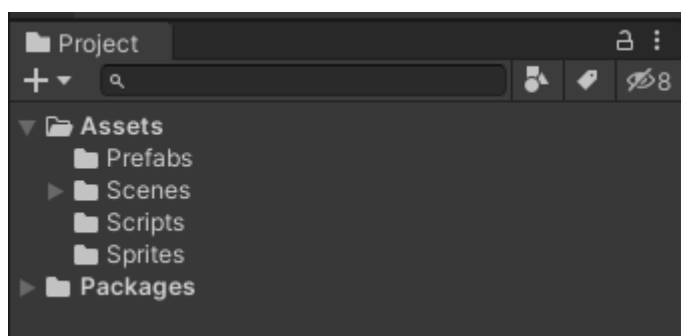 Project
8
Assets
Prefabs
Scenes
Scripts
Sprites
Packages